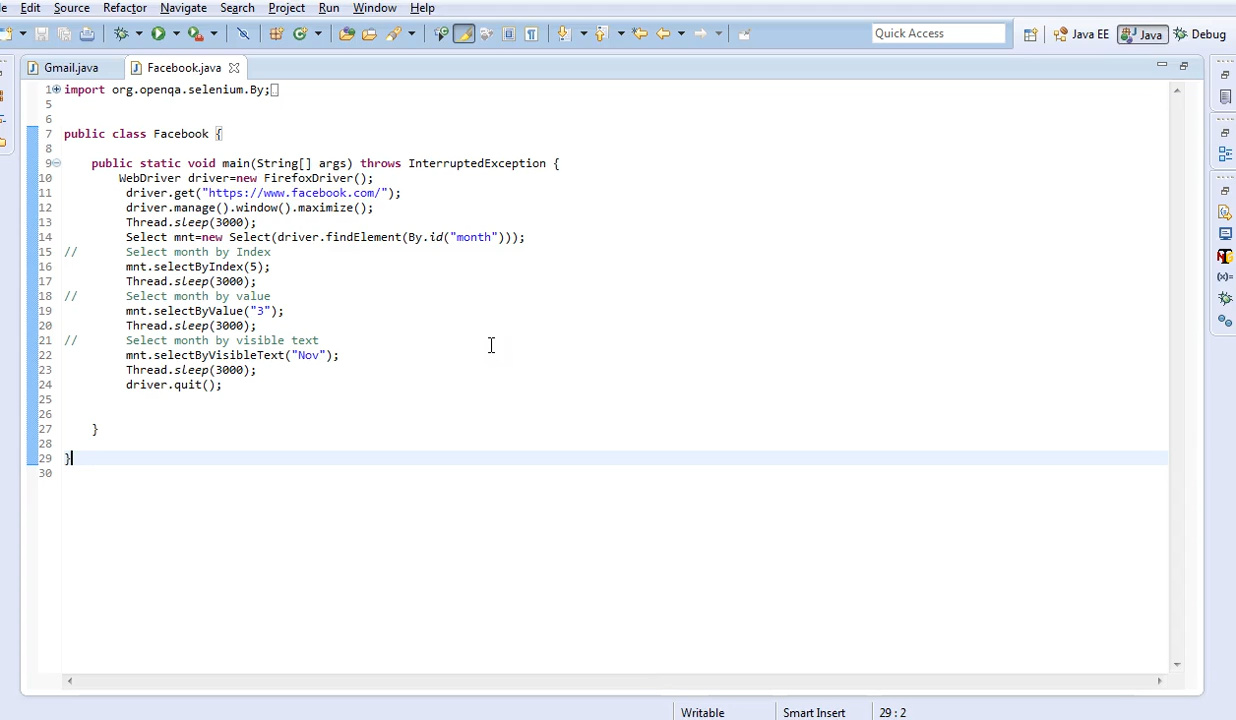 Edit Source Refactor Navigate Search Project Run Window Help
Quick Access Java EE Java Debug
Gmail.java Facebook.java
1 import org.openqa.selenium.By;
5
6
7 public class Facebook {
8
9 public static void main(String[] args) throws InterruptedException {
10 WebDriver driver=new FirefoxDriver();
11 driver.get("https://www.facebook.com/");
12 driver.manage().window().maximize();
13 Thread.sleep(3000);
14 Select mnt=new Select(driver.findElement(By.id("month")));
15 // Select month by Index
16 mnt.selectByIndex(5);
17 Thread.sleep(3000);
18 // Select month by value
19 mnt.selectByValue("3");
20 Thread.sleep(3000);
21 // Select month by visible text
22 mnt.selectByVisibleText("Nov");
23 Thread.sleep(3000);
24 driver.quit();
25
26
27 }
28
29 }
30
Writable Smart Insert 29 : 2